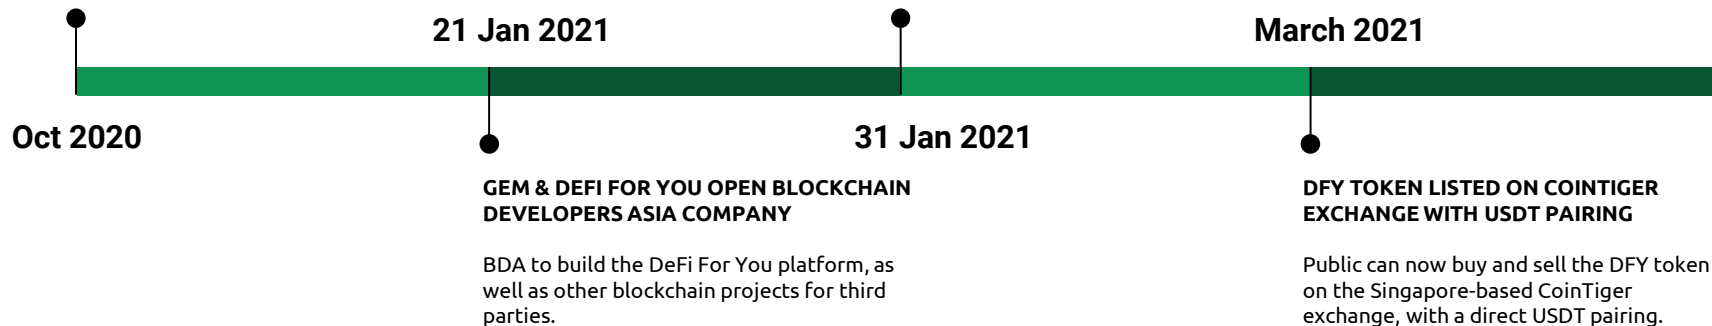 21 Jan 2021
March 2021
Oct 2020
31 Jan 2021
GEM & DEFI FOR YOU OPEN BLOCKCHAIN
DEVELOPERS ASIA COMPANY
BDA to build the DeFi For You platform, as
well as other blockchain projects for third
parties.
DFY TOKEN LISTED ON COINTIGER
EXCHANGE WITH USDT PAIRING
Public can now buy and sell the DFY token
on the Singapore-based CoinTiger
exchange, with a direct USDT pairing.